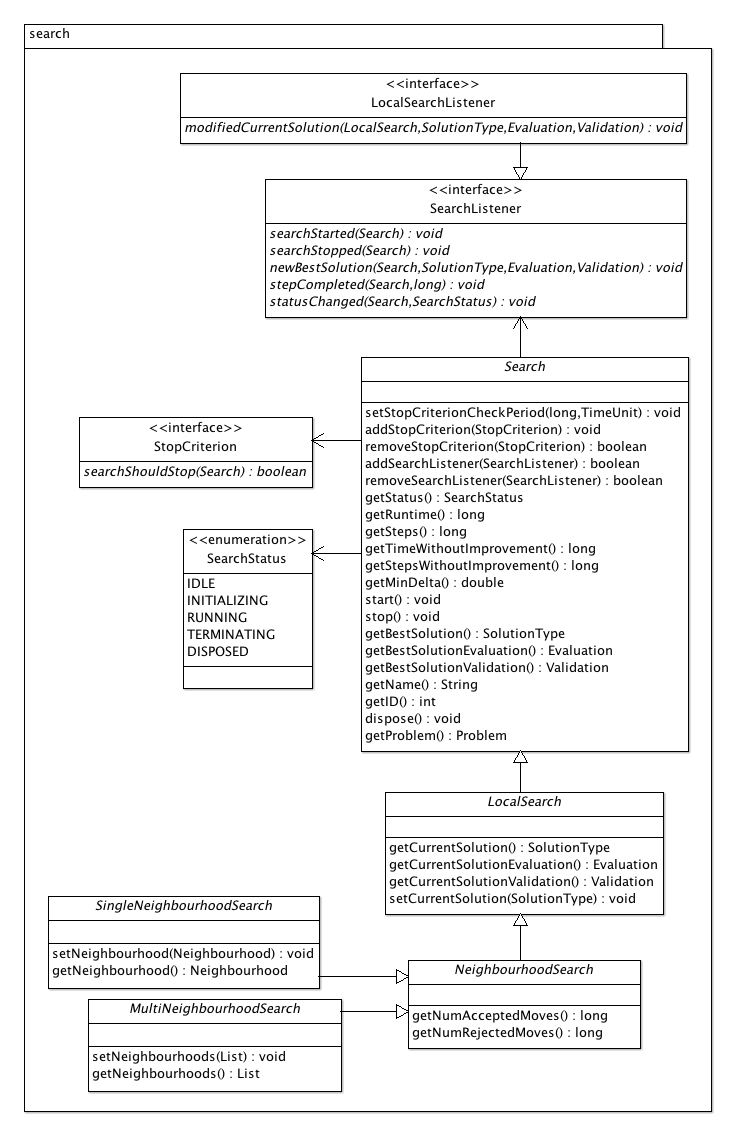 search
<<interface>>
LocalSearchListener
modifiedCurrentSolution(LocalSearch,SolutionType,Evaluation,Validation) : void
<<interface>>
SearchListener
searchStarted(Search) : void
searchStopped(Search) : void
newBestSolution(Search,SolutionType,Evaluation,Validation) : void
stepCompleted(Search,long) : void
statusChanged(Search,SearchStatus) : void
Search
setStopCriterionCheckPeriod(long,TimeUnit) : void
addStopCriterion(StopCriterion) : void
removeStopCriterion(StopCriterion) : boolean
addSearchListener(SearchListener) : boolean
removeSearchListener(SearchListener) : boolean
getStatus() : SearchStatus
getRuntime() : long
getSteps() : long
getTimeWithoutImprovement() : long
getStepsWithoutImprovement() : long
getMinDelta() : double
start() : void
stop() : void
getBestSolution() : SolutionType
getBestSolutionEvaluation() : Evaluation
getBestSolutionValidation() : Validation
getName() : String
getID() : int
dispose() : void
getProblem() : Problem
<<interface>>
StopCriterion
searchShouldStop(Search) : boolean
<<enumeration>>
SearchStatus
IDLE
INITIALIZING
RUNNING
TERMINATING
DISPOSED
LocalSearch
getCurrentSolution() : SolutionType
getCurrentSolutionEvaluation() : Evaluation
getCurrentSolutionValidation() : Validation
setCurrentSolution(SolutionType) : void
SingleNeighbourhoodSearch
setNeighbourhood(Neighbourhood) : void
getNeighbourhood() : Neighbourhood
NeighbourhoodSearch
getNumAcceptedMoves() : long
getNumRejectedMoves() : long
MultiNeighbourhoodSearch
setNeighbourhoods(List) : void
getNeighbourhoods() : List